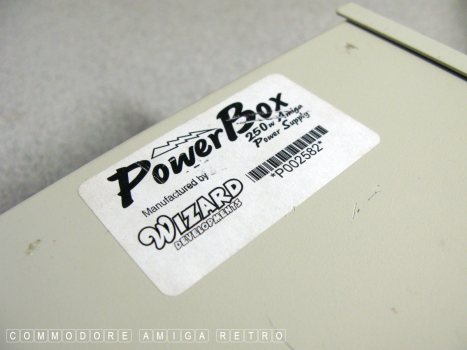 PowerBox
250w Amiga
Power Supply
Manufactured by
WIZARD
DEVELOPMENTS
*P002582*
COMMODORE AMIGA RETRO